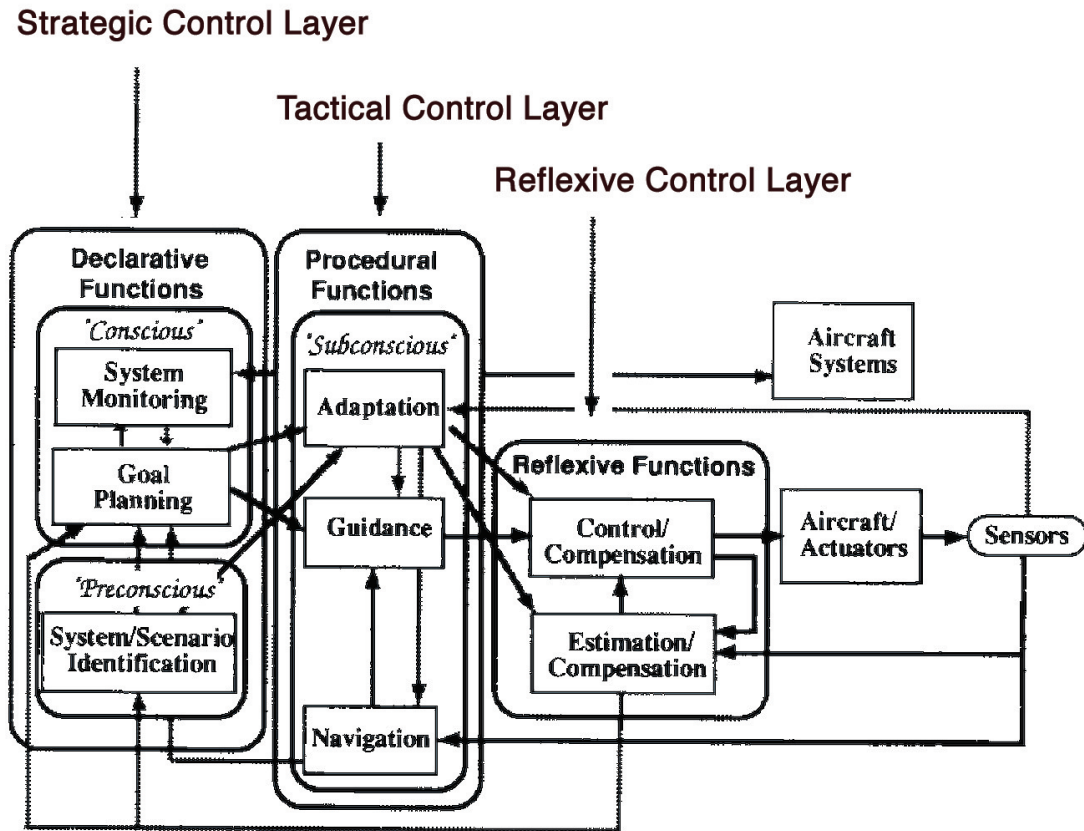 Strategic Control Layer
Tactical Control Layer
Reflexive Control Layer
Declarative
Functions
"Conscious"
System
Monitoring
Goal
Planning
"Preconscious"
System/Scenario
Identification
Procedural
Functions
"Subconscious"
Adaptation
Guidance
Navigation
Reflexive Functions
Control/
Compensation
Estimation/
Compensation
Aircraft
Systems
Aircraft/
Actuators
Sensors